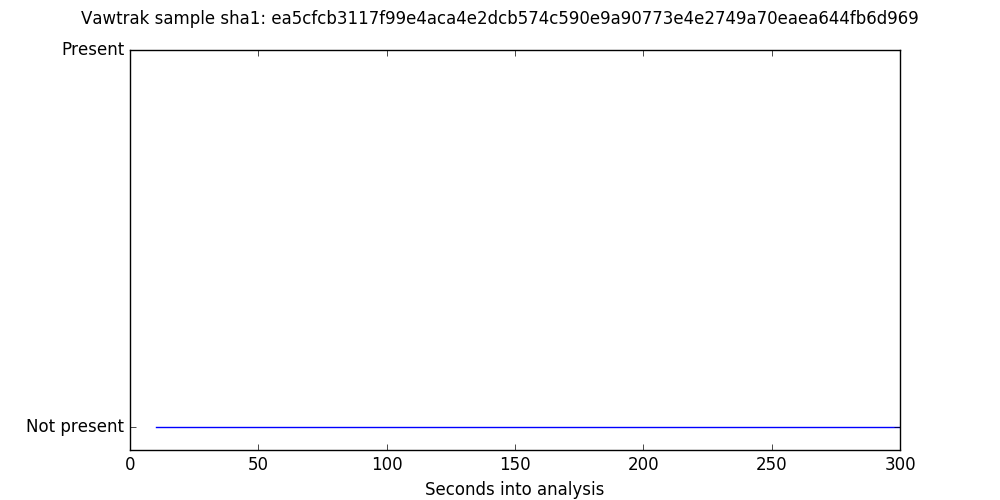 Vawtrak sample sha1: ea5cfcb3117f99e4aca4e2dcb574c590e9a90773e4e2749a70eaea644fb6d969
Present
Not present
0 50 100 150 200 250 300
Seconds into analysis